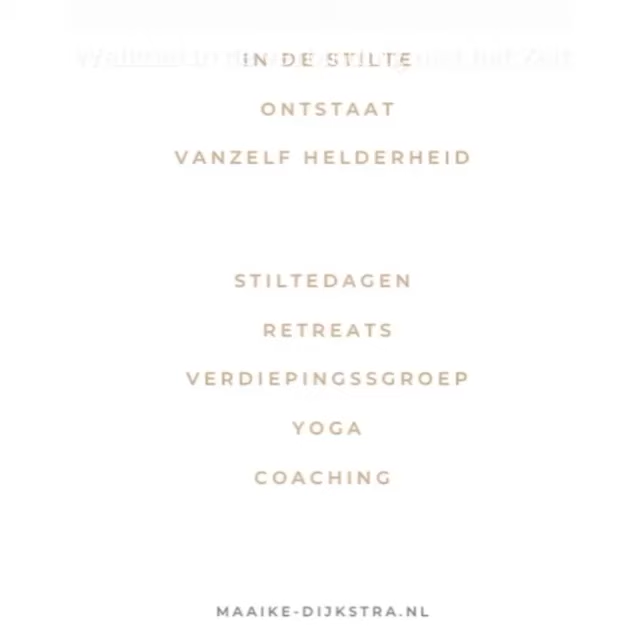 IN DE STILTE
ONTSTAAT
VANZELF HELDERHEID
STILTEDAGEN
RETREATS
VERDIEPINGSSGROEP
YOGA
COACHING
MAAIKE-DIJKSTRA.NL